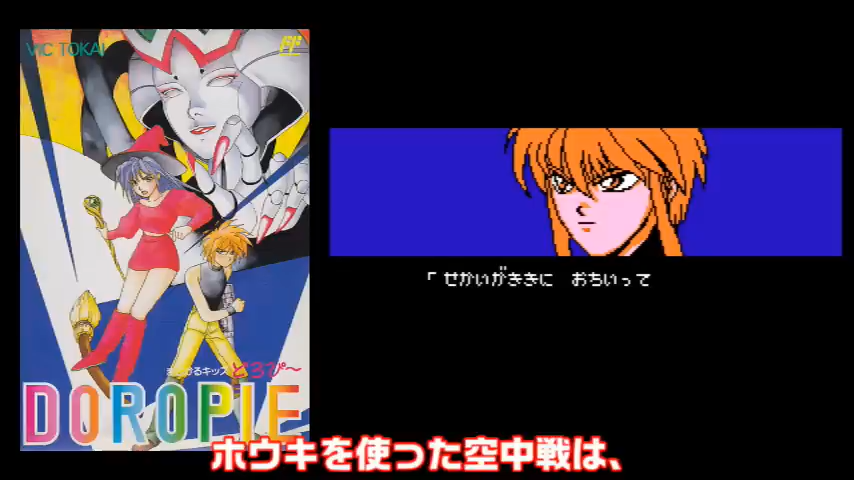 VIC TOKAI
「せかいがききに おちいって
まじかるキッズ どろぴ〜
DOROPIE
ホウキを使った空中戦は、